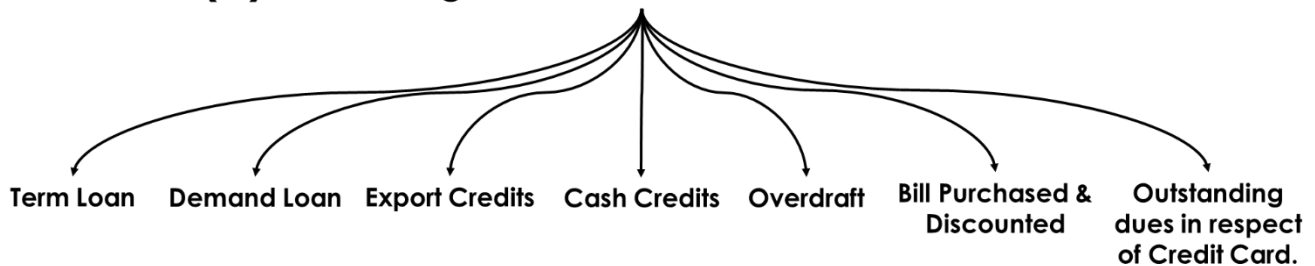 Term Loan
Demand Loan
Export Credits
Cash Credits
Overdraft
Bill Purchased &
Discounted
Outstanding
dues in respect
of Credit Card.